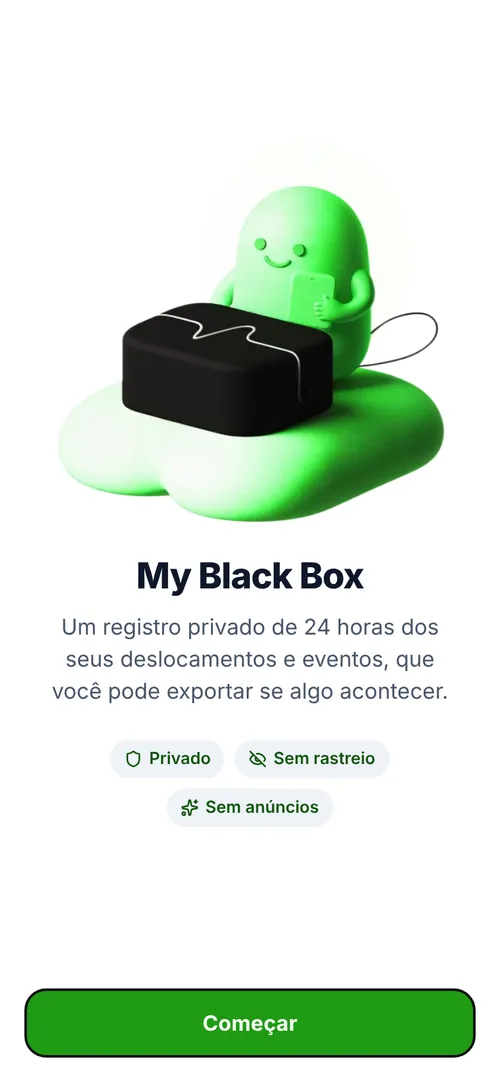 My Black Box
Um registro privado de 24 horas dos
seus deslocamentos e eventos, que
você pode exportar se algo acontecer.
Privado
Sem rastreio
Sem anúncios
Começar